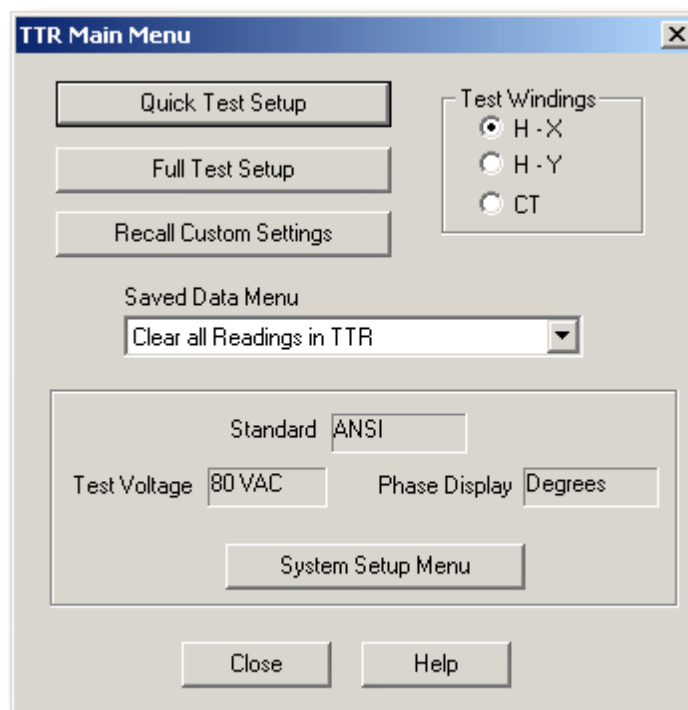 TTR Main Menu
Quick Test Setup
Test Windings
H - X
Full Test Setup
H - Y
CT
Recall Custom Settings
Saved Data Menu
Clear all Readings in TTR
Standard ANSI
Test Voltage 80 VAC Phase Display Degrees
System Setup Menu
Close Help